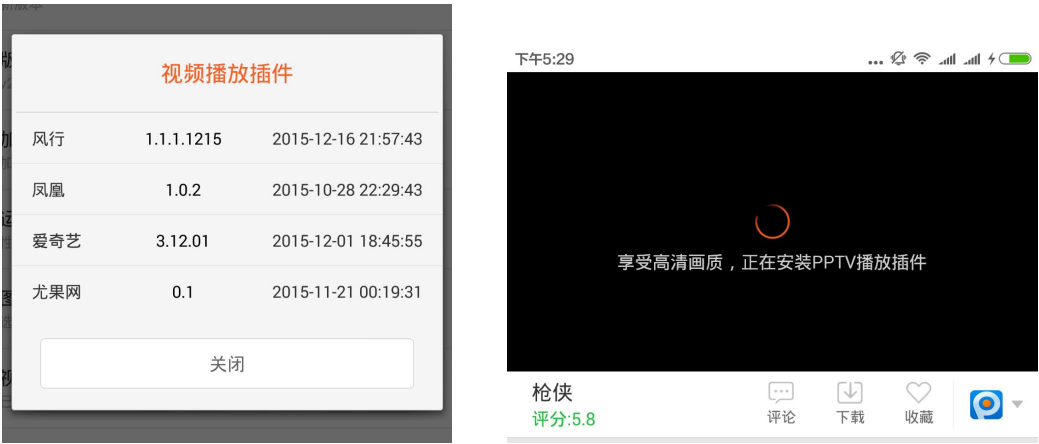 新版本
视频播放插件
风行 1.1.1.1215 2015-12-16 21:57:43
凤凰 1.0.2 2015-10-28 22:29:43
爱奇艺 3.12.01 2015-12-01 18:45:55
尤果网 0.1 2015-11-21 00:19:31
关闭
下午5:29
享受高清画质，正在安装PPTV播放插件
枪侠
评分:5.8
评论 下载 收藏